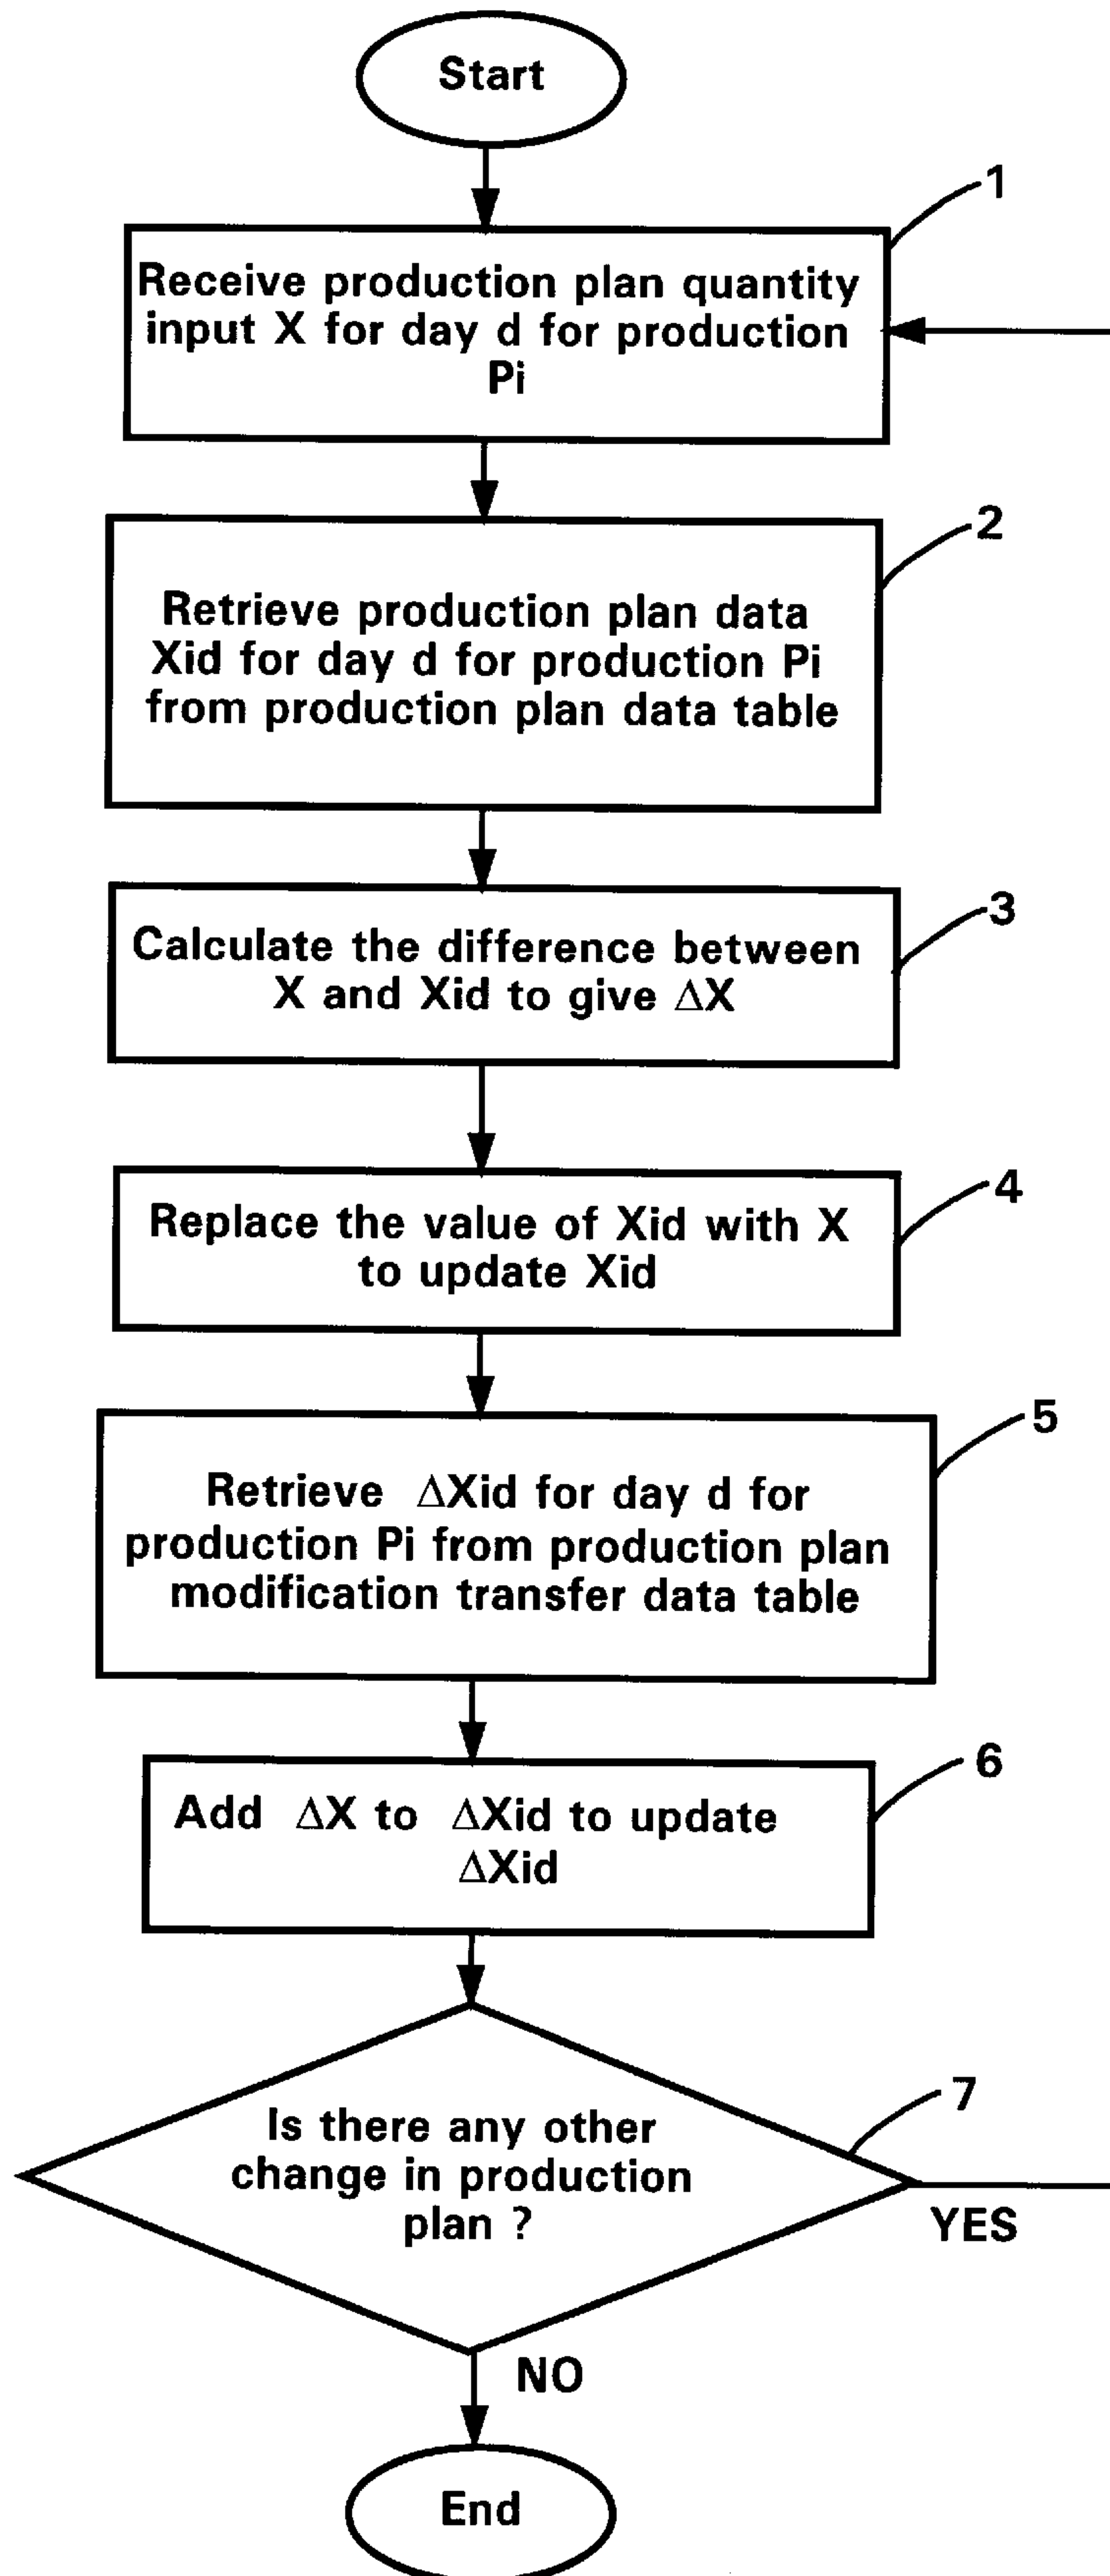 Start
1
Receive production plan quantity
input X for day d for production
Pi
2
Retrieve production plan data
Xid for day d for production Pi
from production plan data table
3
Calculate the difference between
X and Xid to give ΔX
4
Replace the value of Xid with X
to update Xid
5
Retrieve ΔXid for day d for
production Pi from production plan
modification transfer data table
6
Add ΔX to ΔXid to update
ΔXid
7
Is there any other
change in production
plan ?
YES
NO
End